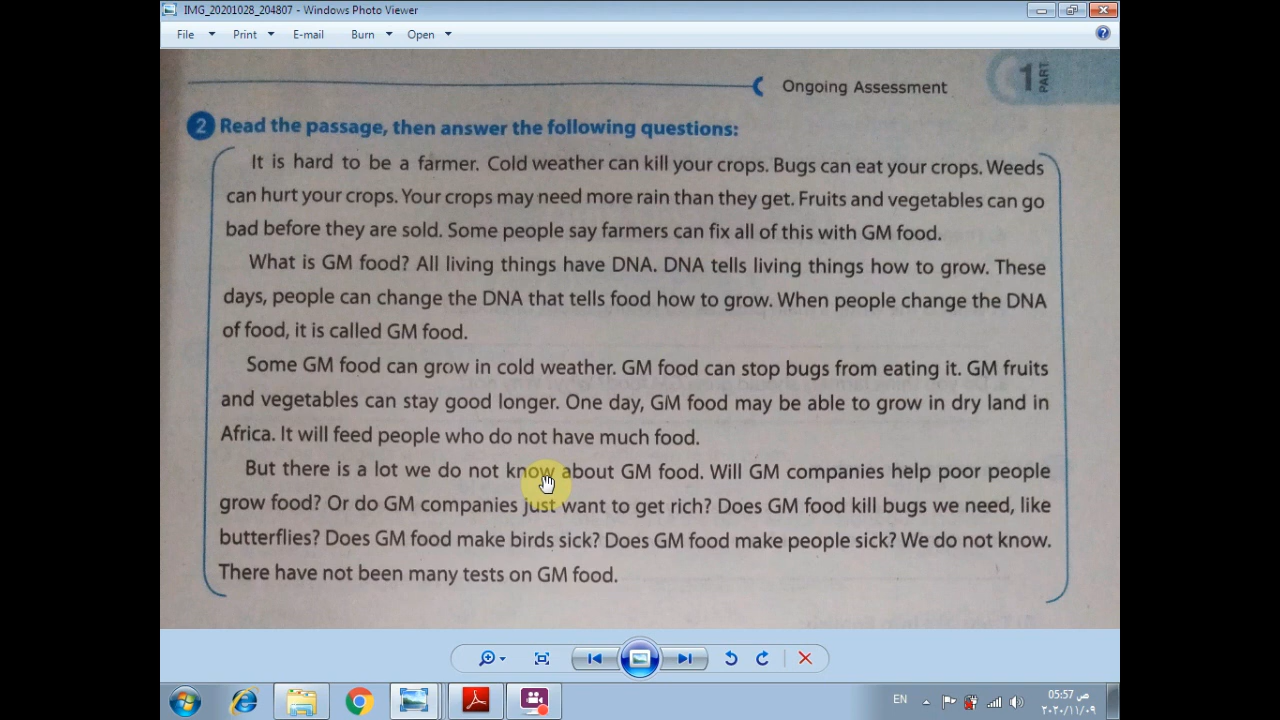 IMG_20201028_204807 - Windows Photo Viewer
File Print E-mail Burn Open
Ongoing Assessment
1
PART
2 Read the passage, then answer the following questions:
It is hard to be a farmer. Cold weather can kill your crops. Bugs can eat your crops. Weeds
can hurt your crops. Your crops may need more rain than they get. Fruits and vegetables can go
bad before they are sold. Some people say farmers can fix all of this with GM food.
What is GM food? All living things have DNA. DNA tells living things how to grow. These
days, people can change the DNA that tells food how to grow. When people change the DNA
of food, it is called GM food.
Some GM food can grow in cold weather. GM food can stop bugs from eating it. GM fruits
and vegetables can stay good longer. One day, GM food may be able to grow in dry land in
Africa. It will feed people who do not have much food.
But there is a lot we do not know about GM food. Will GM companies help poor people
grow food? Or do GM companies just want to get rich? Does GM food kill bugs we need, like
butterflies? Does GM food make birds sick? Does GM food make people sick? We do not know.
There have not been many tests on GM food.
EN
05:57 ص
٢٠٢٠/١١/٠٩